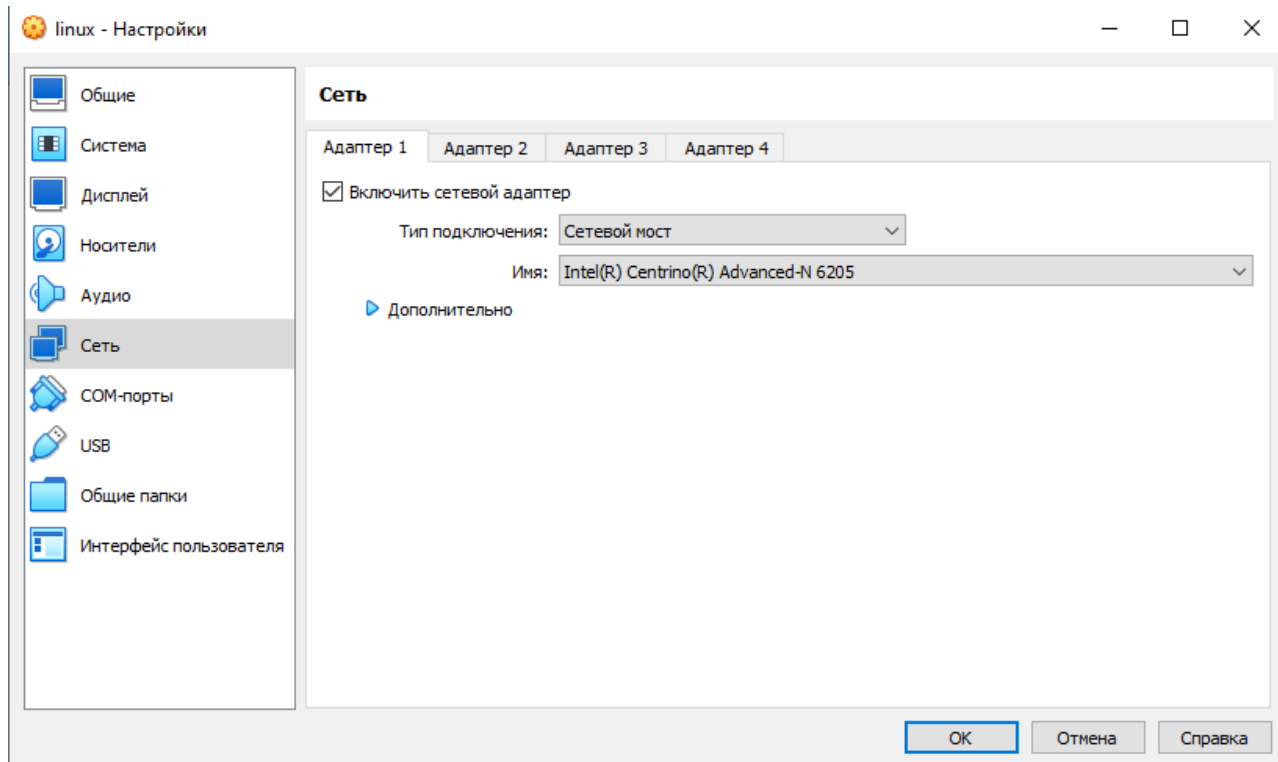 linux - Настройки
Общие
Система
Дисплей
Носители
Аудио
Сеть
COM-порты
USB
Общие папки
Интерфейс пользователя
Сеть
Адаптер 1 Адаптер 2 Адаптер 3 Адаптер 4
Включить сетевой адаптер
Тип подключения: Сетевой мост
Имя: Intel(R) Centrino(R) Advanced-N 6205
Дополнительно
OK Отмена Справка